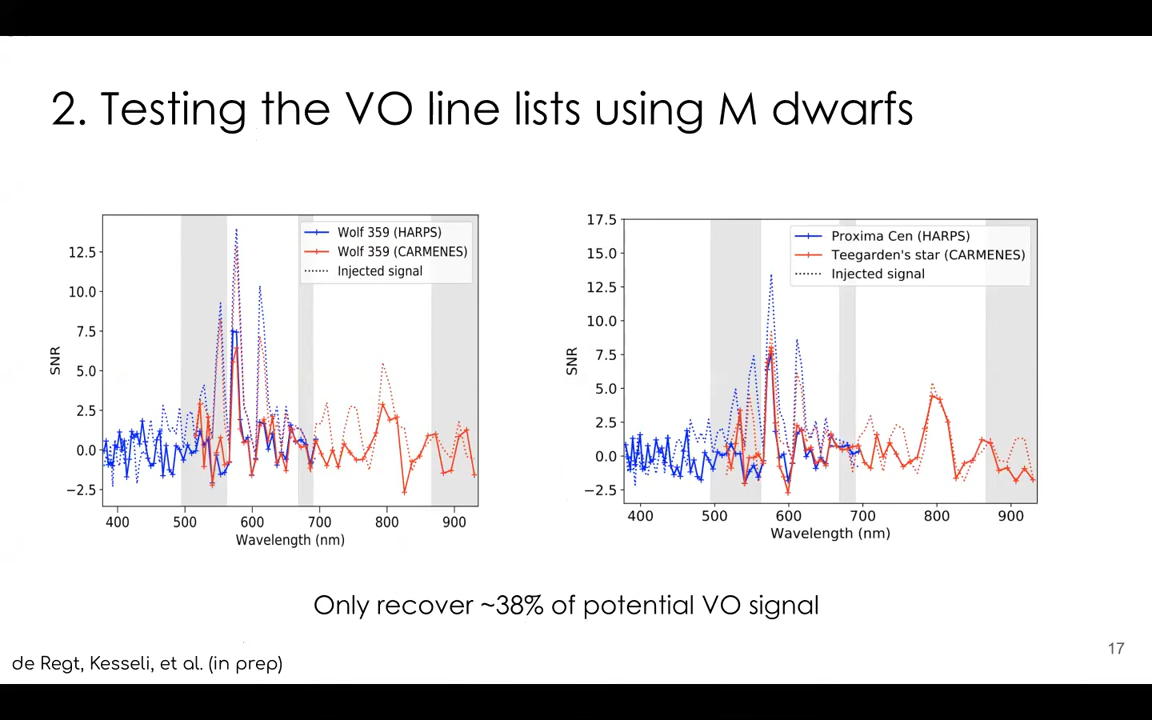 2. Testing the VO line lists using M dwarfs
12.5
10.0
7.5
5.0
2.5
0.0
−2.5
SNR
400 500 600 700 800 900
Wavelength (nm)
Wolf 359 (HARPS)
Wolf 359 (CARMENES)
Injected signal
17.5
15.0
12.5
10.0
7.5
5.0
2.5
0.0
−2.5
SNR
400 500 600 700 800 900
Wavelength (nm)
Proxima Cen (HARPS)
Teegarden's star (CARMENES)
Injected signal
Only recover ~38% of potential VO signal
17
de Regt, Kesseli, et al. (in prep)